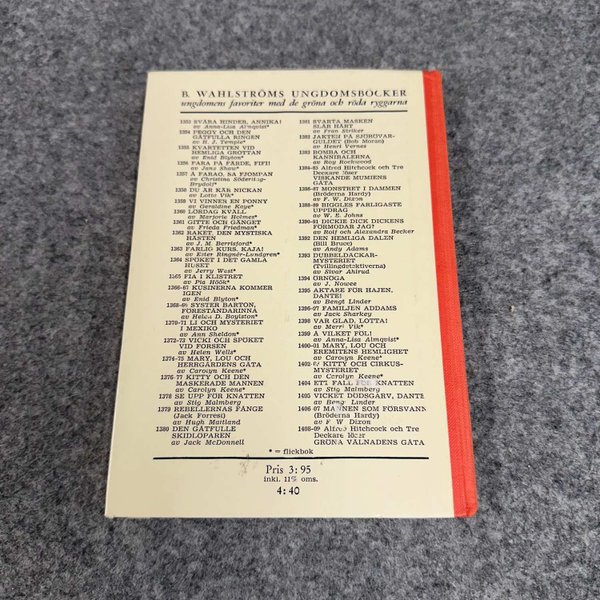 B. WAHLSTRÖMS UNGDOMSBÖCKER
ungdomens favoriter med de gröna och röda ryggarna
1353 SVÅRA HINDER, ANNIKA!
av Anna-Lisa Almqvist*
1354 PEGGY OCH DEN
GÅTFULLA RINGEN
av H. J. Temple*
1355 KVARTETTEN VID
HEMLIGA GROTTAN
av Enid Blyton*
1356 FARA PÅ FÄRDE, FIFI!
av Jane Shaw*
1357 Å FARAO, SA FJOMPAN
av Christina Söderling-
Brydolf*
1358 DU ÄR KÄR NICKAN
av Lotte Vik*
1359 VI VINNER EN PONNY
av Geraldine Kaye*
1360 LÖRDAG KVÄLL
av Marjorie Holmes*
1361 GITTE OCH GÄNGET
av Frieda Friedman*
1362 RAKET, DEN MYSTISKA
HÄSTEN
av J. M. Berrisford*
1363 FARLIG KURS, KAJA!
av Ester Ringnér-Lundgren*
1364 SPÖKET I DET GAMLA
HUSET
av Jerry West*
1365 FIA I KLISTRET
av Pia Höök*
1366-67 KUSINERNA KOMMER
IGEN
av Enid Blyton*
1368-69 SYSTER BARTON,
FÖRESTÅNDARINNA
av Helen D. Boylston*
1370-71 LI OCH MYSTERIET
I MEXIKO
av Ann Sheldon*
1372-73 VICKI OCH SPÖKET
VID FORSEN
av Helen Wells*
1374-75 MARY, LOU OCH
HERRGÅRDENS GÅTA
av Carolyn Keene*
1376-77 KITTY OCH DEN
MASKERADE MANNEN
av Carolyn Keene*
1378 SE UPP FÖR KNATTEN
av Stig Malmberg
1379 REBELLERNAS FÅNGE
(Jack Forrest)
av Hugh Maitland
1380 DEN GÅTFULLE
SKIDLÖPAREN
av Jack McDonnell
1381 SVARTA MASKEN
SLÅR HÅRT
av Fran Striker
1382 JAKTEN PÅ SJÖRÖVAR-
GULDET (Bob Moran)
av Henri Vernes
1383 BOMBA OCH
KANNIBALERNA
av Roy Rockwood
1384-85 Alfred Hitchcock och Tre
Deckare löser
VISKANDE MUMIENS
GÅTA
1386-87 MONSTRET I DAMMEN
(Bröderna Hardy)
av F. W. Dixon
1388-89 BIGGLES FARLIGASTE
UPPDRAG
av W. E. Johns
1390-91 DICKIE DICK DICKENS
FÖRMODAR JAG?
av Rolf och Alexandra Becker
1392 DEN HEMLIGA DALEN
(Bill Bruce)
av Andy Adams
1393 DUBBELDÄCKAR-
MYSTERIET
(Tvillingdetektiverna)
av Sivar Ahlrud
1394 ÖRNÖGA
av J. Nowee
1395 AKTARE FÖR HAJEN,
DANTE!
av Bengt Linder
1396-97 FAMILJEN ADDAMS
av Jack Sharkey
1398 VAR GLAD, LOTTA!
av Merri Vik*
1399 Å VILKET FÖL!
av Anna-Lisa Almqvist*
1400-01 MARY, LOU OCH
EREMITENS HEMLIGHET
av Carolyn Keene*
1402-03 KITTY OCH CIRKUS-
MYSTERIET
av Carolyn Keene*
1404 ETT FALL FÖR KNATTEN
av Stig Malmberg
1405 VICKET DÖDSGÄRV, DANTE
av Bengt Linder
1406-07 MANNEN SOM FÖRSVANN
(Bröderna Hardy)
av F. W. Dixon
1408-09 Alfred Hitchcock och Tre
Deckare löser
GRÖNA VÅLNADENS GÅTA
* = flickbok
Pris 3:95
inkl. 11% oms.
4:40